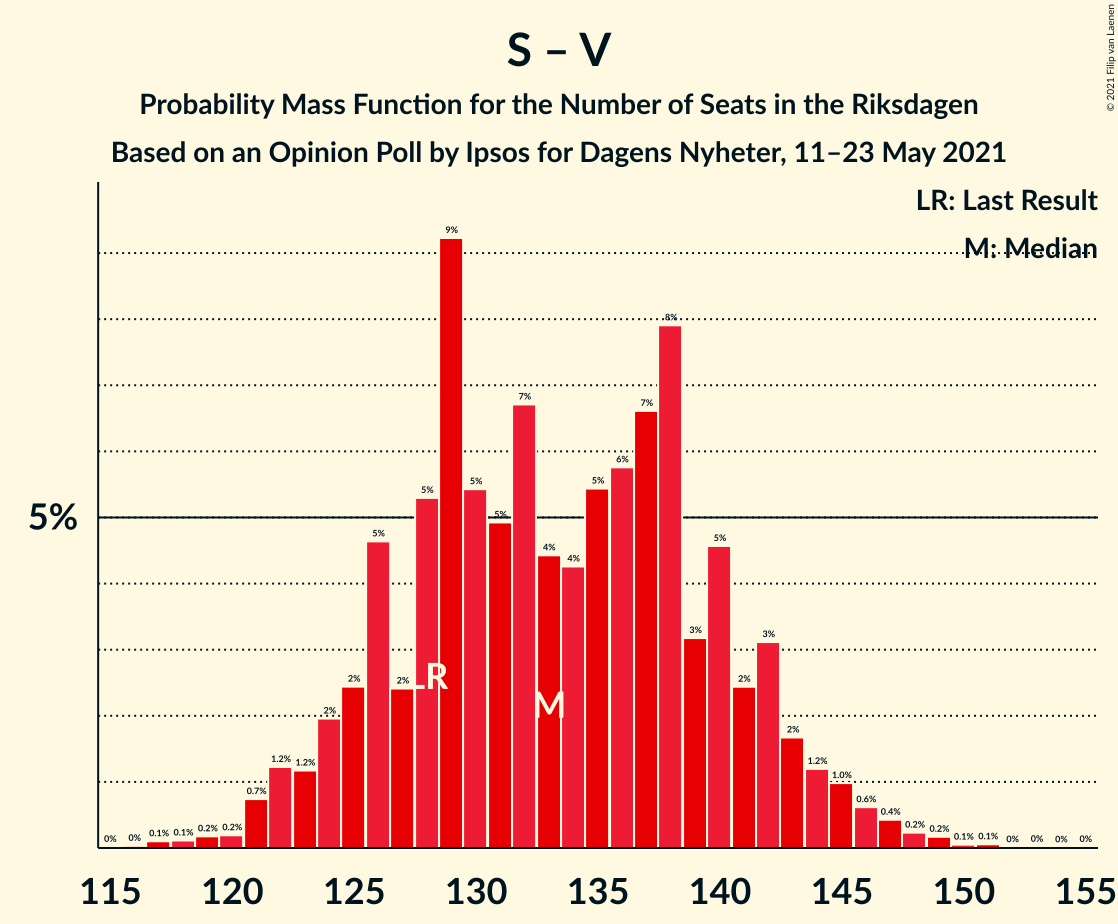 S – V
Probability Mass Function for the Number of Seats in the Riksdagen
Based on an Opinion Poll by Ipsos for Dagens Nyheter, 11–23 May 2021
© 2021 Filip van Laenen
LR: Last Result
M: Median
5%
0% 0% 0.1% 0.1% 0.2% 0.2% 0.7% 1.2% 1.2% 2% 2% 5% 2% 5% 9% 5% 5% 7% 4% 4% 5% 6% 7% 8% 3% 5% 2% 3% 2% 1.2% 1.0% 0.6% 0.4% 0.2% 0.2% 0.1% 0.1% 0% 0% 0% 0%
LR
M
115 120 125 130 135 140 145 150 155